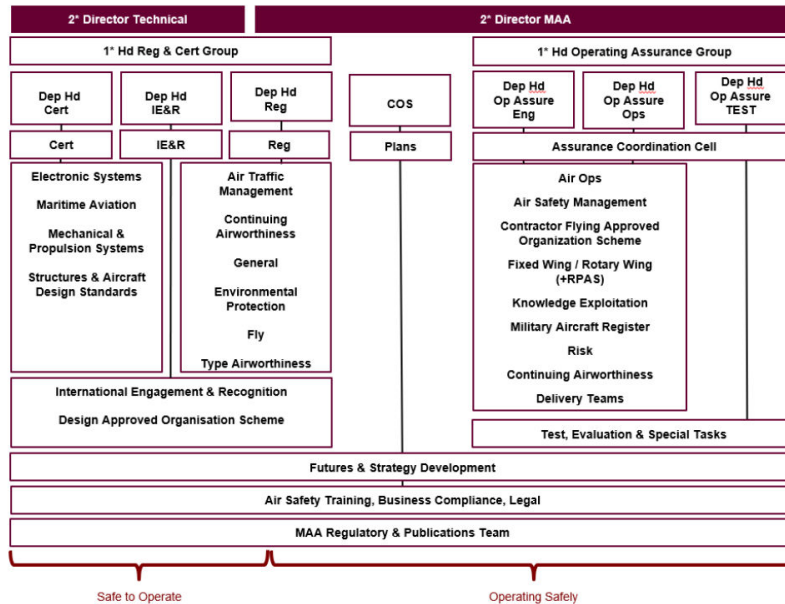 2* Director Technical
2* Director MAA
1* Hd Reg & Cert Group
1* Hd Operating Assurance Group
Dep Hd
Cert
Dep Hd
IE&R
Dep Hd
Reg
COS
Dep Hd
Op Assure
Eng
Dep Hd
Op Assure
Ops
Dep Hd
Op Assure
TEST
Cert
IE&R
Reg
Plans
Assurance Coordination Cell
Electronic Systems
Maritime Aviation
Mechanical &
Propulsion Systems
Structures & Aircraft
Design Standards
Air Traffic
Management
Continuing
Airworthiness
General
Environmental
Protection
Fly
Type Airworthiness
Air Ops
Air Safety Management
Contractor Flying Approved
Organization Scheme
Fixed Wing / Rotary Wing
(+RPAS)
Knowledge Exploitation
Military Aircraft Register
Risk
Continuing Airworthiness
Delivery Teams
International Engagement & Recognition
Design Approved Organisation Scheme
Test, Evaluation & Special Tasks
Futures & Strategy Development
Air Safety Training, Business Compliance, Legal
MAA Regulatory & Publications Team
Safe to Operate
Operating Safely